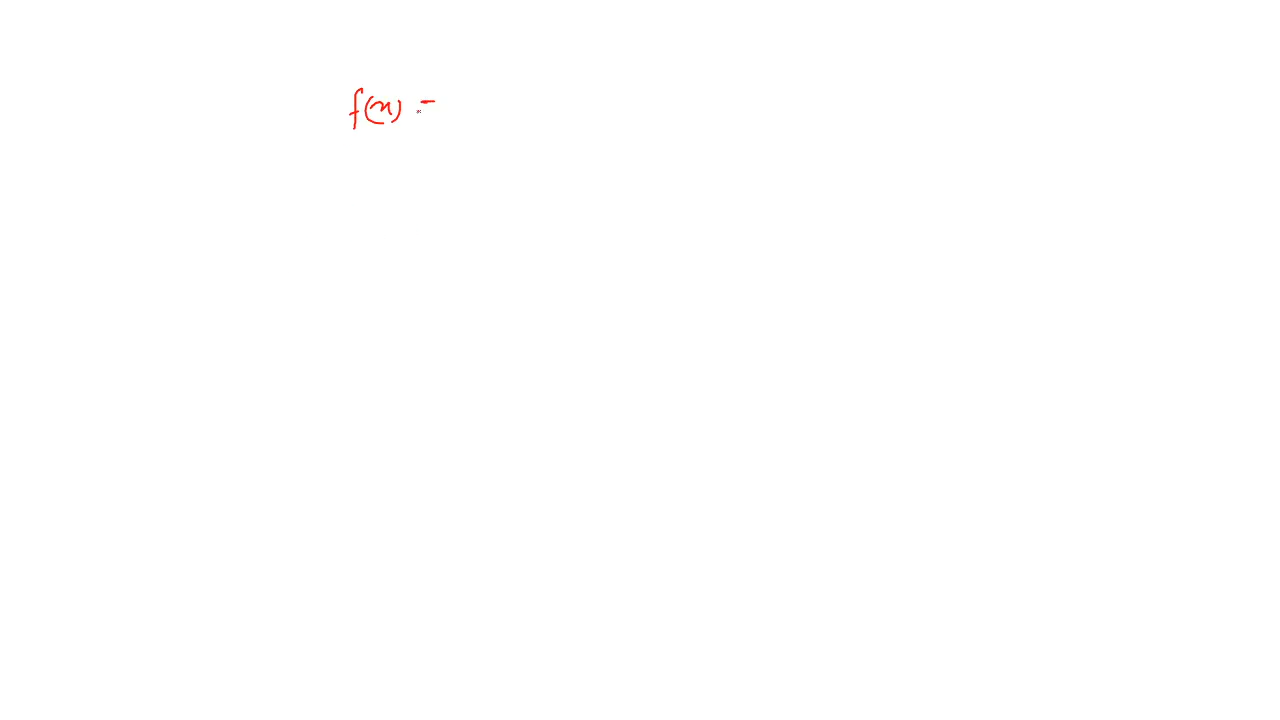 f(x) =